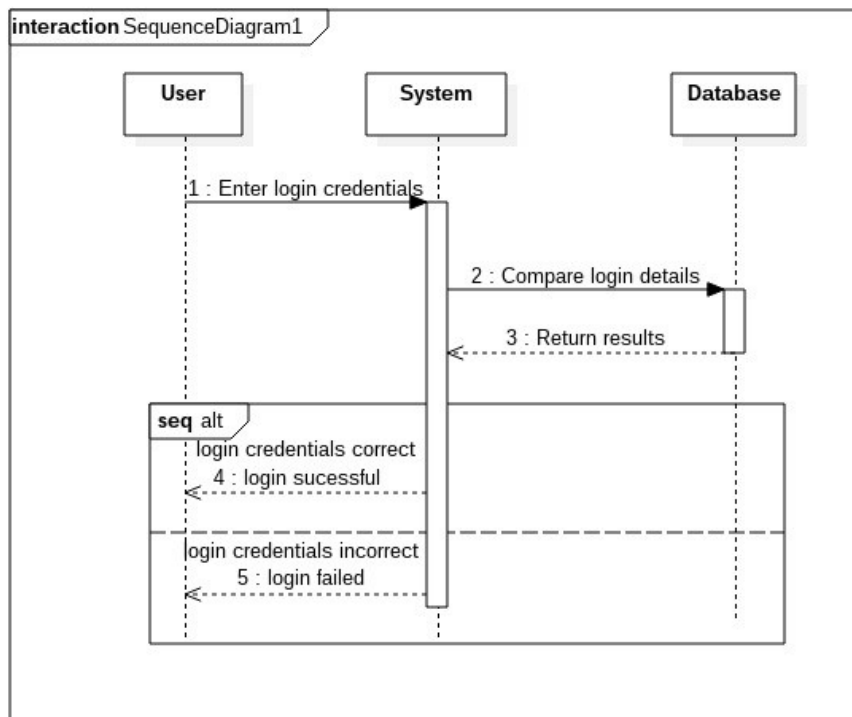 interaction SequenceDiagram1
User
System
Database
1 : Enter login credentials
2 : Compare login details
3 : Return results
seq alt
login credentials correct
4 : login sucessful
login credentials incorrect
5 : login failed